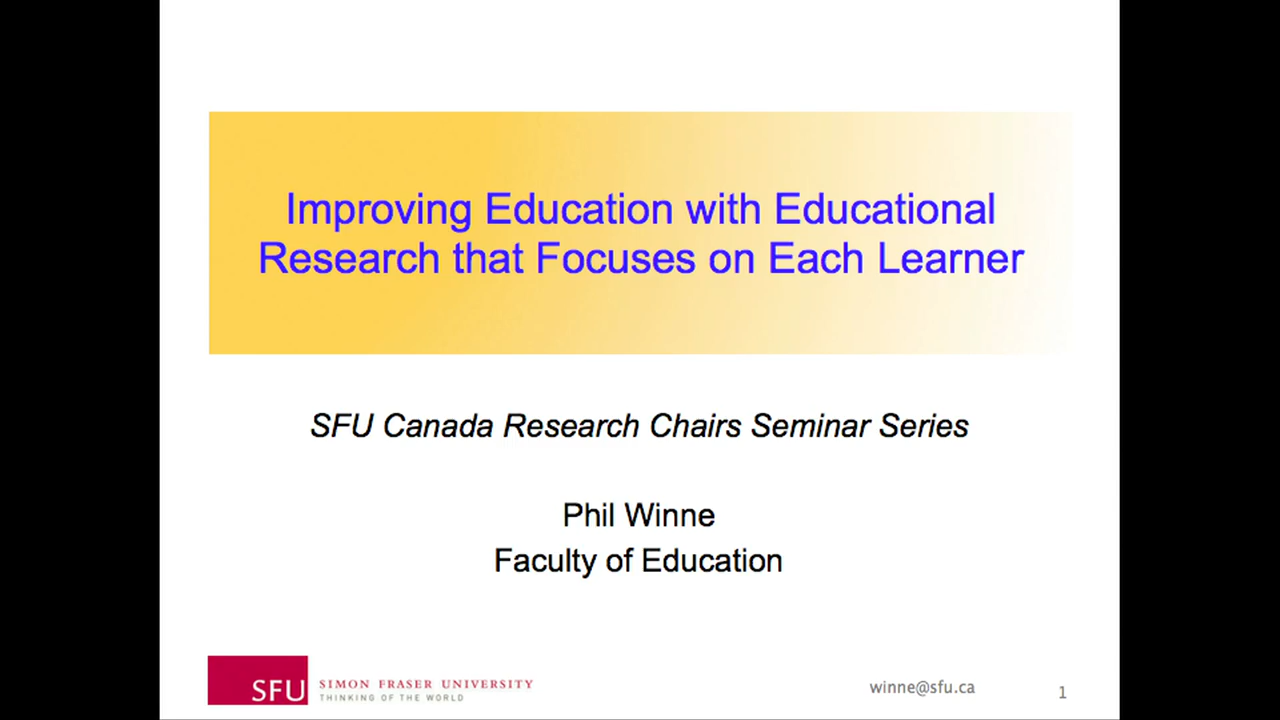 Improving Education with Educational
Research that Focuses on Each Learner
SFU Canada Research Chairs Seminar Series
Phil Winne
Faculty of Education
SFU
SIMON FRASER UNIVERSITY
THINKING OF THE WORLD
winne@sfu.ca
1